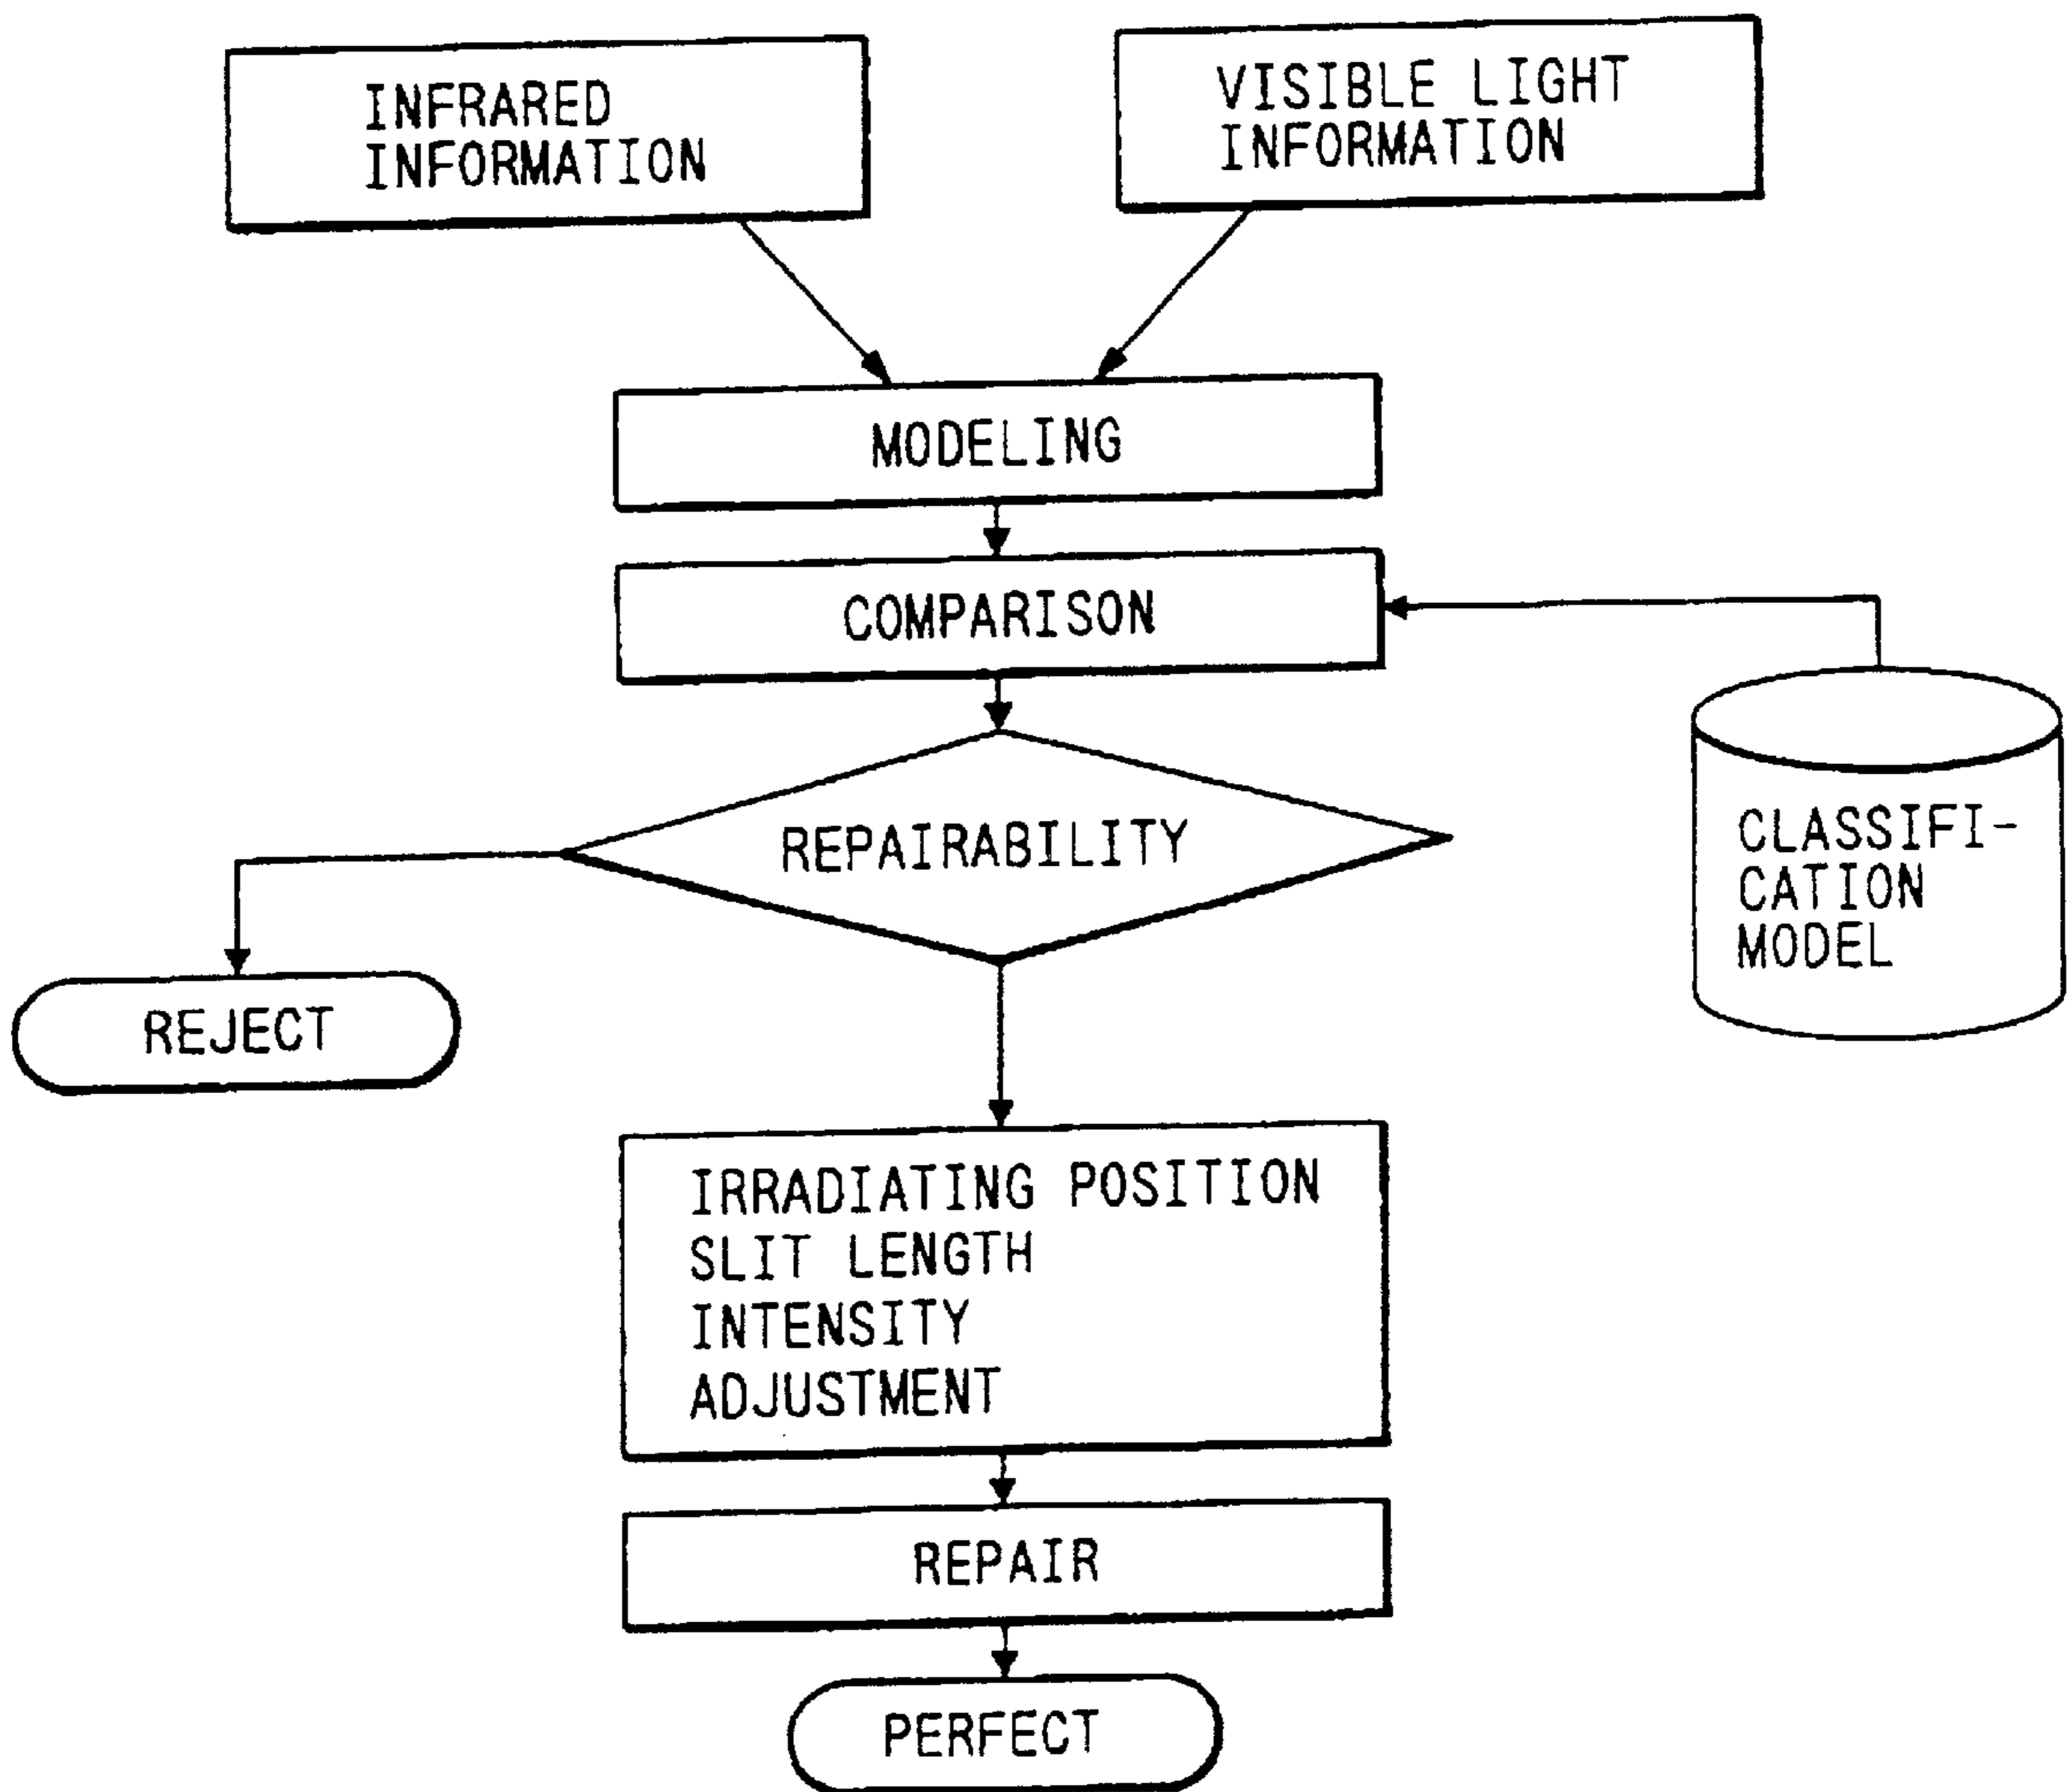 INFRARED
INFORMATION
VISIBLE LIGHT
INFORMATION
MODELING
COMPARISON
REPAIRABILITY
CLASSIFI-
CATION
MODEL
REJECT
IRRADIATING POSITION
SLIT LENGTH
INTENSITY
ADJUSTMENT
REPAIR
PERFECT